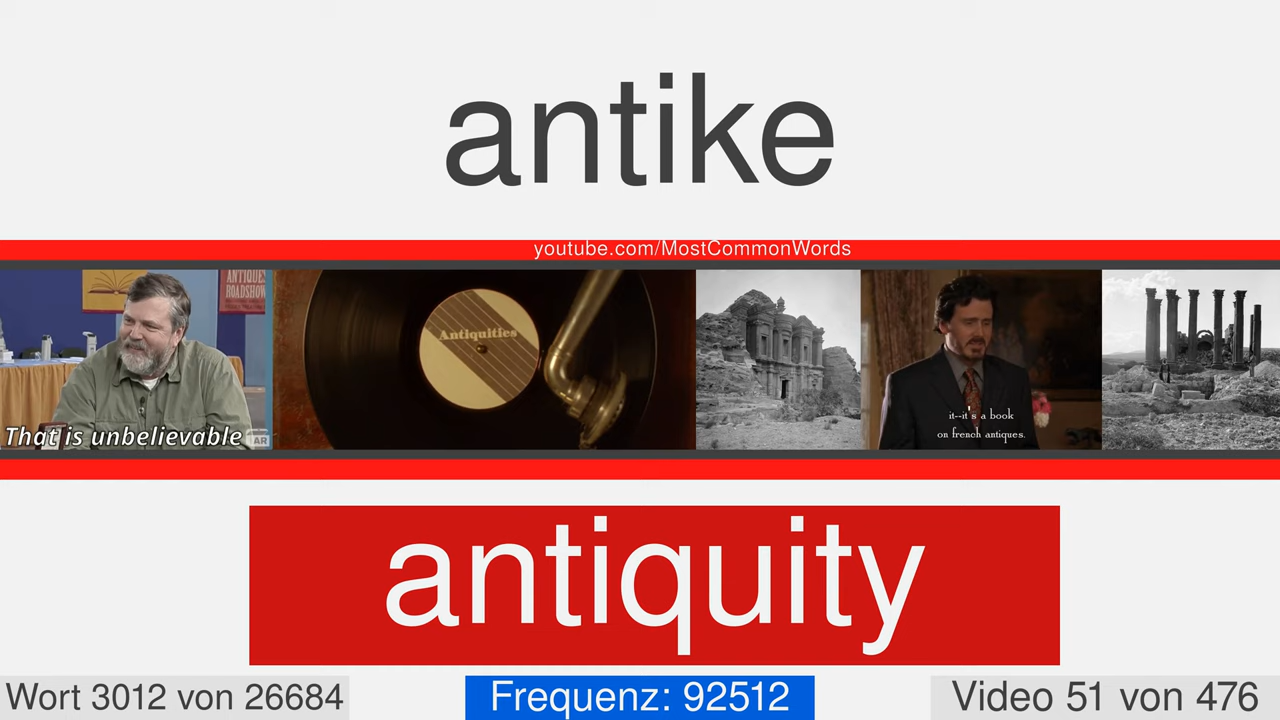 antike
youtube.com/MostCommonWords
ANTIQUES
ROADSHOW
That is unbelievable
AR
Antiquities
it--it's a book
on french antiques.
antiquity
Wort 3012 von 26684
Frequenz: 92512
Video 51 von 476